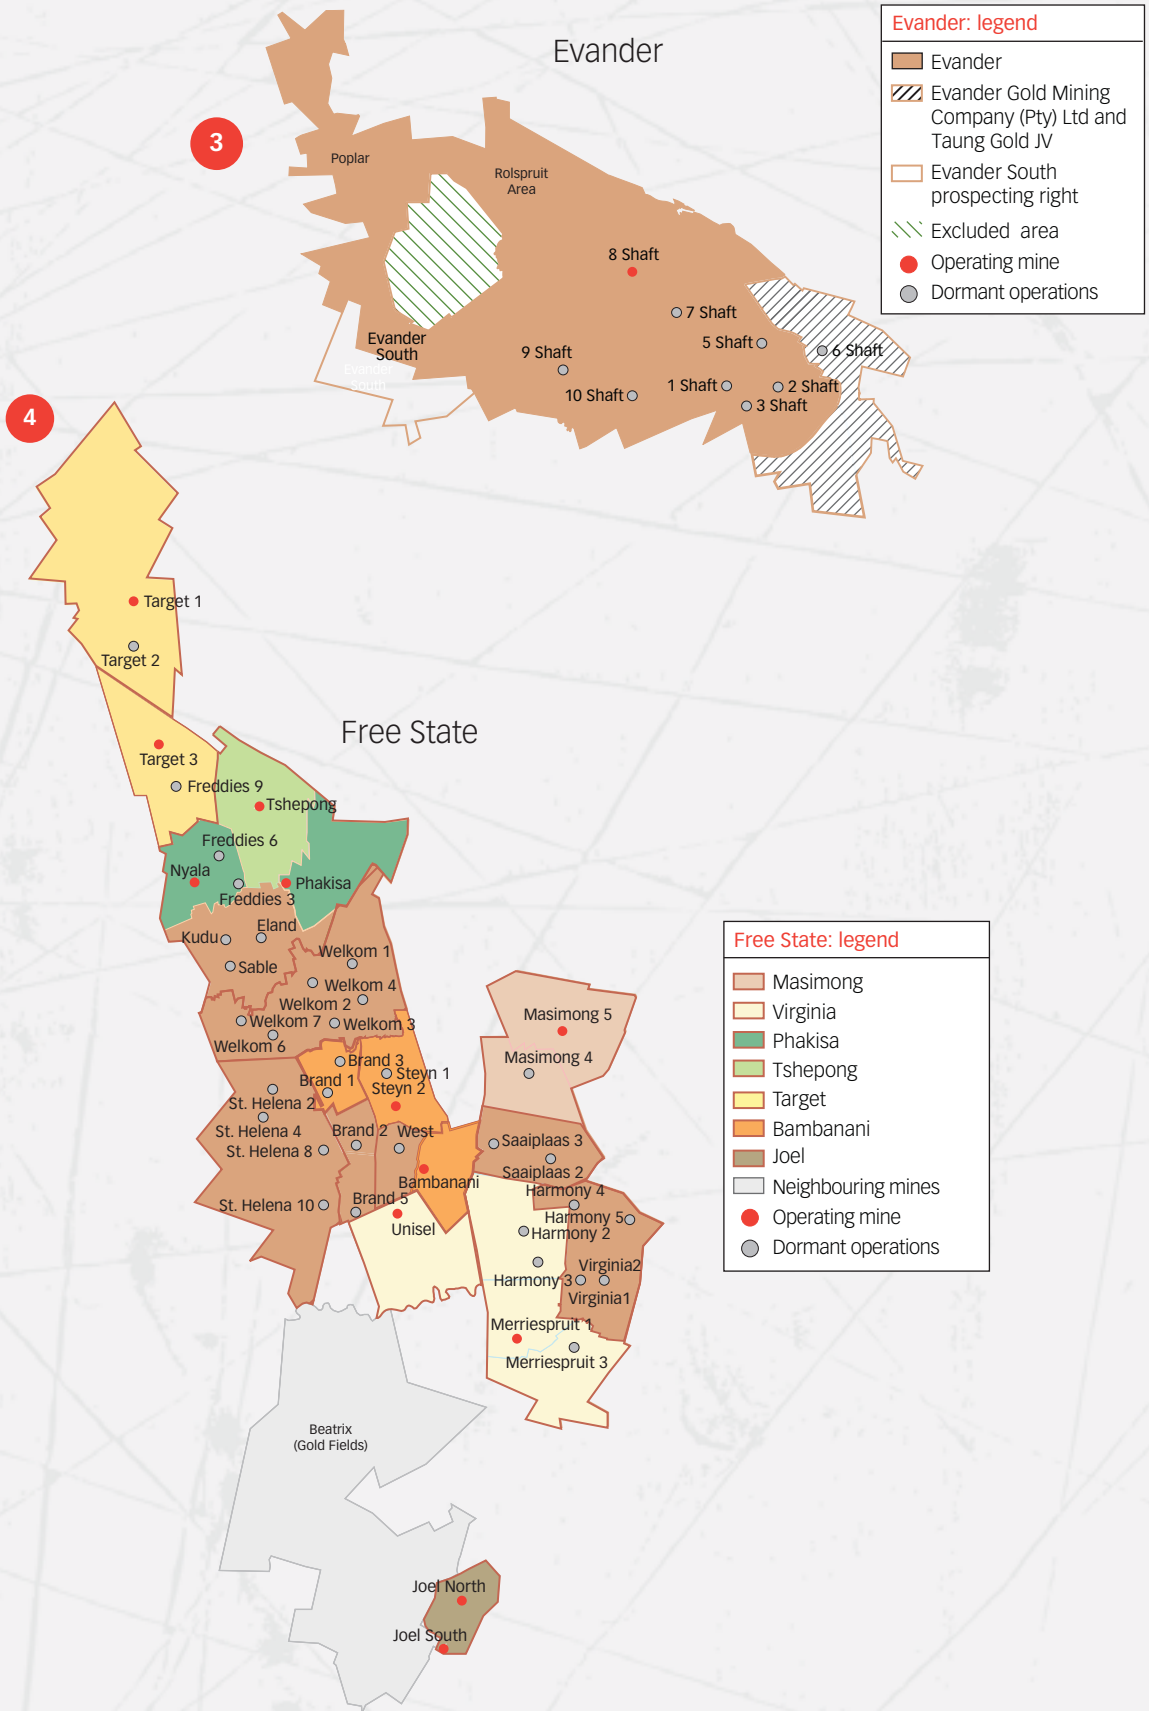 Evander
3
Poplar
Rolspruit
Area
8 Shaft
7 Shaft
5 Shaft
6 Shaft
9 Shaft
1 Shaft
2 Shaft
10 Shaft
3 Shaft
Evander
South
Evander
South
Evander: legend
Evander
Evander Gold Mining
Company (Pty) Ltd and
Taung Gold JV
Evander South
prospecting right
Excluded area
Operating mine
Dormant operations
4
Free State
Target 1
Target 2
Target 3
Freddies 9
Tshepong
Freddies 6
Nyala
Phakisa
Freddies 3
Eland
Kudu
Sable
Welkom 1
Welkom 4
Welkom 2
Welkom 7
Welkom 3
Welkom 6
Brand 3
Steyn 1
Brand 1
Steyn 2
St. Helena 2
St. Helena 4
Brand 2
West
St. Helena 8
Bambanani
Brand 5
St. Helena 10
Unisel
Masimong 5
Masimong 4
Saaiplaas 3
Saaiplaas 2
Harmony 4
Harmony 5
Harmony 2
Virginia2
Harmony 3
Virginia1
Merriespruit 1
Merriespruit 3
Beatrix
(Gold Fields)
Joel North
Joel South
Free State: legend
Masimong
Virginia
Phakisa
Tshepong
Target
Bambanani
Joel
Neighbouring mines
Operating mine
Dormant operations